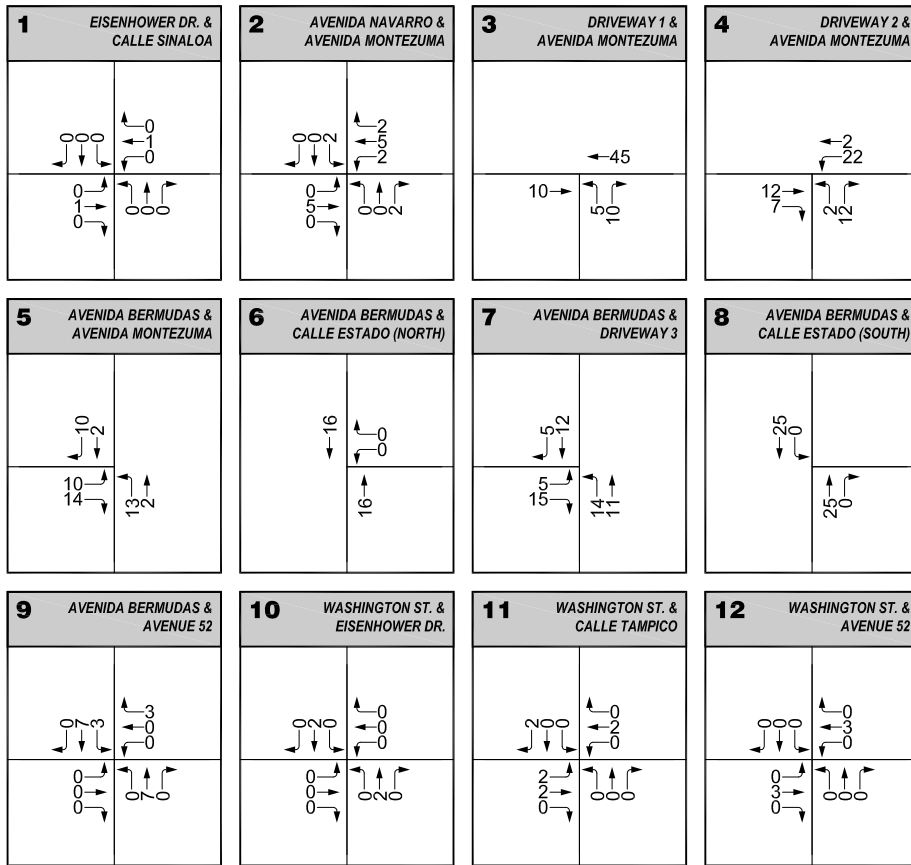 1 EISENHOWER DR. &
CALLE SINALOA
0 0 0
0
1
0
0
1
0
0 0 0
2 AVENIDA NAVARRO &
AVENIDA MONTEZUMA
0 0 2
2
5
2
0
5
0
0 0 2
3 DRIVEWAY 1 &
AVENIDA MONTEZUMA
45
10
5 10
4 DRIVEWAY 2 &
AVENIDA MONTEZUMA
2
22
12
7
2 12
5 AVENIDA BERMUDAS &
AVENIDA MONTEZUMA
10 2
10
14
13 2
6 AVENIDA BERMUDAS &
CALLE ESTADO (NORTH)
16
0
0
16
7 AVENIDA BERMUDAS &
DRIVEWAY 3
5 12
5
15
14 11
8 AVENIDA BERMUDAS &
CALLE ESTADO (SOUTH)
25 0
25 0
9 AVENIDA BERMUDAS &
AVENUE 52
0 7 3
3
0
0
0
0
0
0 7 0
10 WASHINGTON ST. &
EISENHOWER DR.
0 2 0
0
0
0
0
0
0
0 2 0
11 WASHINGTON ST. &
CALLE TAMPICO
2 0 0
0
2
0
2
2
0
0 0 0
12 WASHINGTON ST. &
AVENUE 52
0 0 0
0
3
0
0
3
0
0 0 0